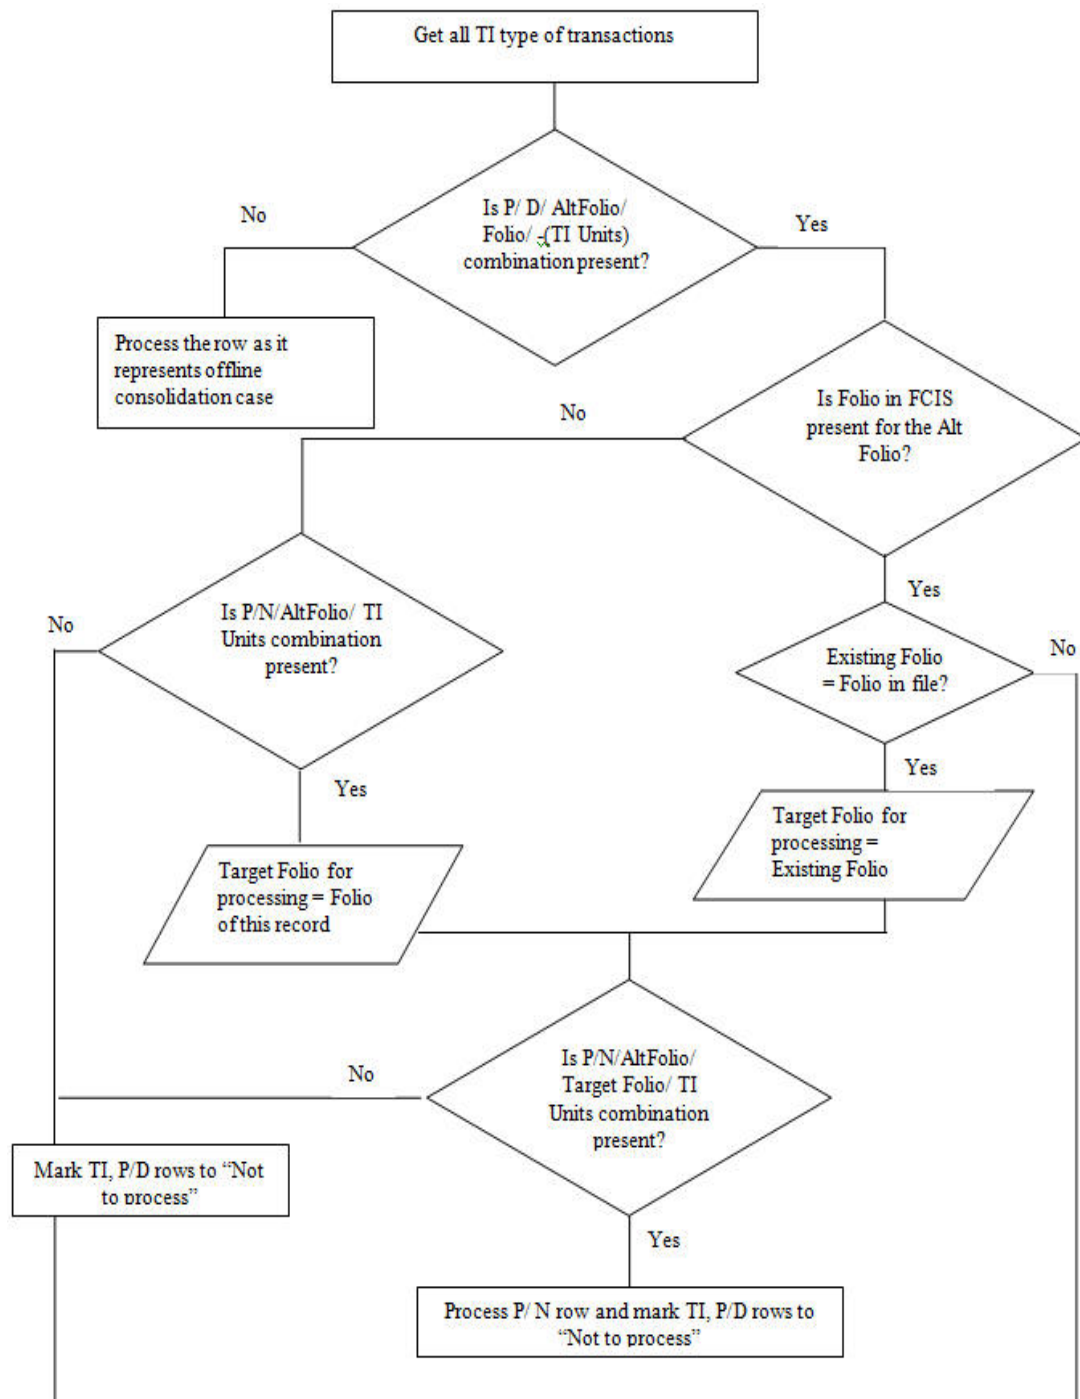 Get all TI type of transactions
No
Is P/ D/ AltFolio/
Folio/ -(TI Units)
combination present?
Yes
Process the row as it
represents offline
consolidation case
No
Is Folio in FCIS
present for the Alt
Folio?
Yes
No
Is P/N/AltFolio/ TI
Units combination
present?
Existing Folio
= Folio in file?
No
Yes
Yes
Target Folio for
processing = Folio
of this record
Target Folio for
processing =
Existing Folio
No
Is P/N/AltFolio/
Target Folio/ TI
Units combination
present?
Mark TI, P/D rows to “Not
to process”
Yes
Process P/ N row and mark TI, P/D rows to
“Not to process”